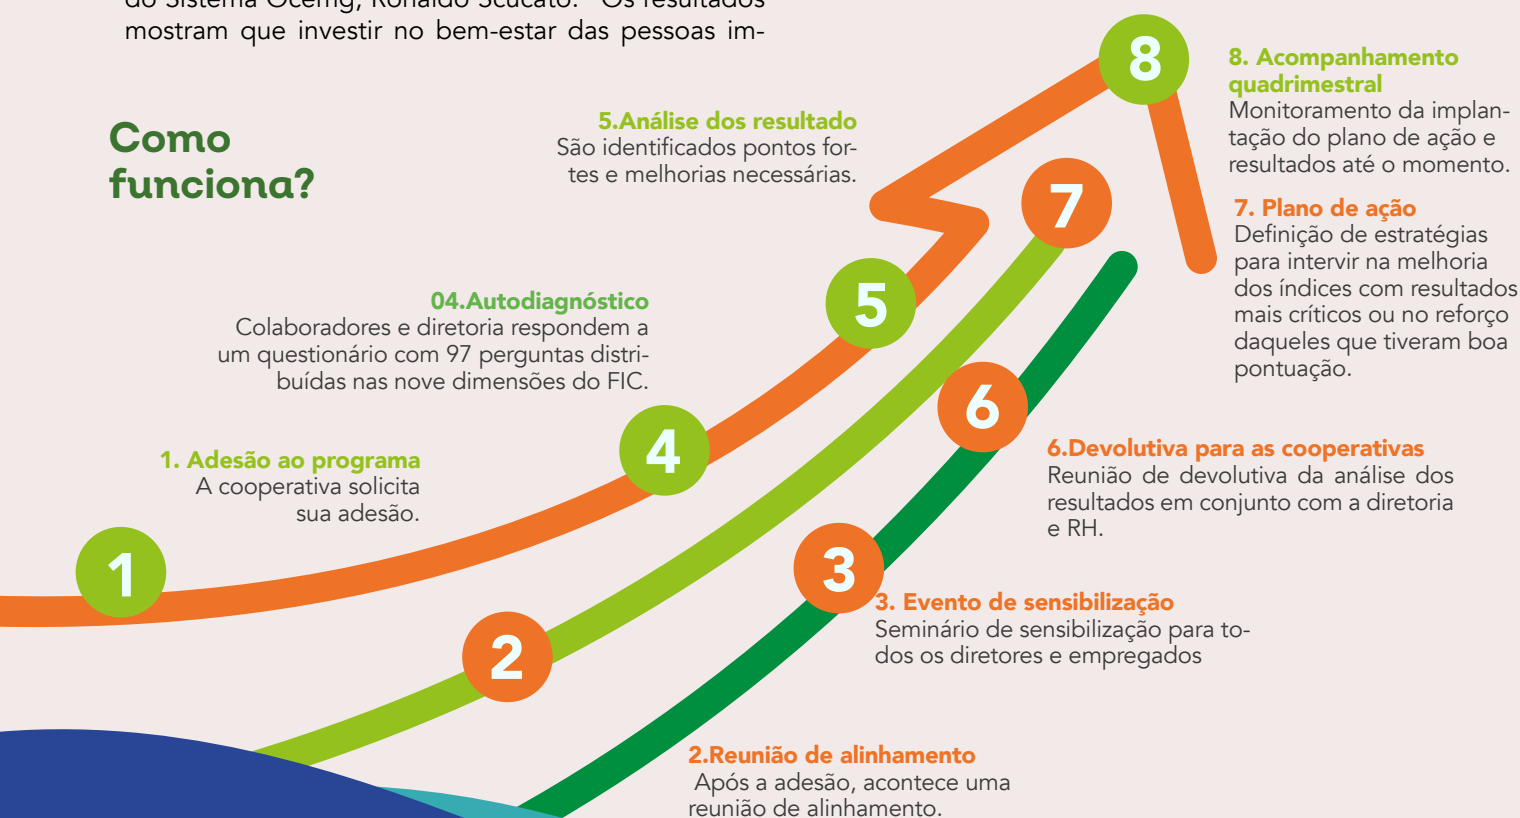 do Sistema Ocemg, Ronaldo Scucato. “Os resultados
mostram que investir no bem-estar das pessoas im-
Como
funciona?
1. Adesão ao programa
A cooperativa solicita
sua adesão.
2.Reunião de alinhamento
Após a adesão, acontece uma
reunião de alinhamento.
3. Evento de sensibilização
Seminário de sensibilização para to-
dos os diretores e empregados
04.Autodiagnóstico
Colaboradores e diretoria respondem a
um questionário com 97 perguntas distri-
buídas nas nove dimensões do FIC.
5.Análise dos resultado
São identificados pontos for-
tes e melhorias necessárias.
6.Devolutiva para as cooperativas
Reunião de devolutiva da análise dos
resultados em conjunto com a diretoria
e RH.
7. Plano de ação
Definição de estratégias
para intervir na melhoria
dos índices com resultados
mais críticos ou no reforço
daqueles que tiveram boa
pontuação.
8. Acompanhamento
quadrimestral
Monitoramento da implan-
tação do plano de ação e
resultados até o momento.
1
2
3
4
5
6
7
8